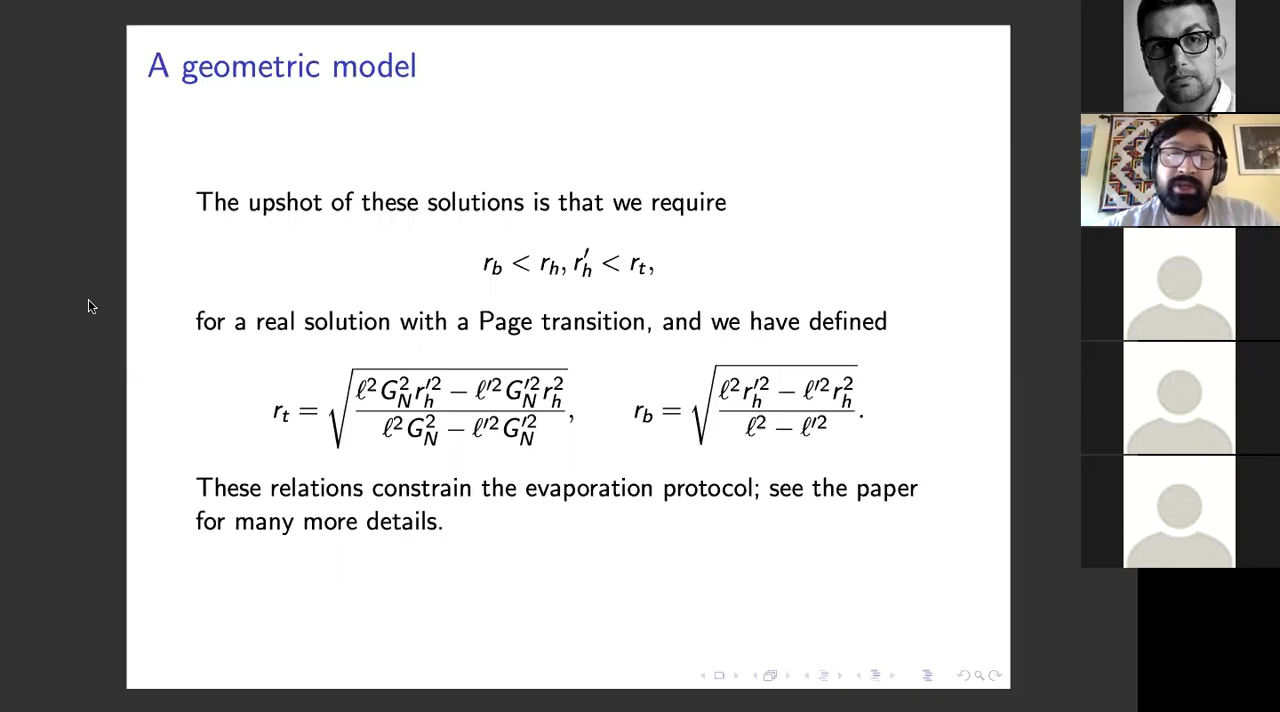 A geometric model
The upshot of these solutions is that we require
r_b < r_h, r'_h < r_t,
for a real solution with a Page transition, and we have defined
r_t = √((ℓ²G_N²r'_h² − ℓ'²G'_N²r_h²)/(ℓ²G_N² − ℓ'²G'_N²)), r_b = √((ℓ²r'_h² − ℓ'²r_h²)/(ℓ² − ℓ'²)).
These relations constrain the evaporation protocol; see the paper
for many more details.